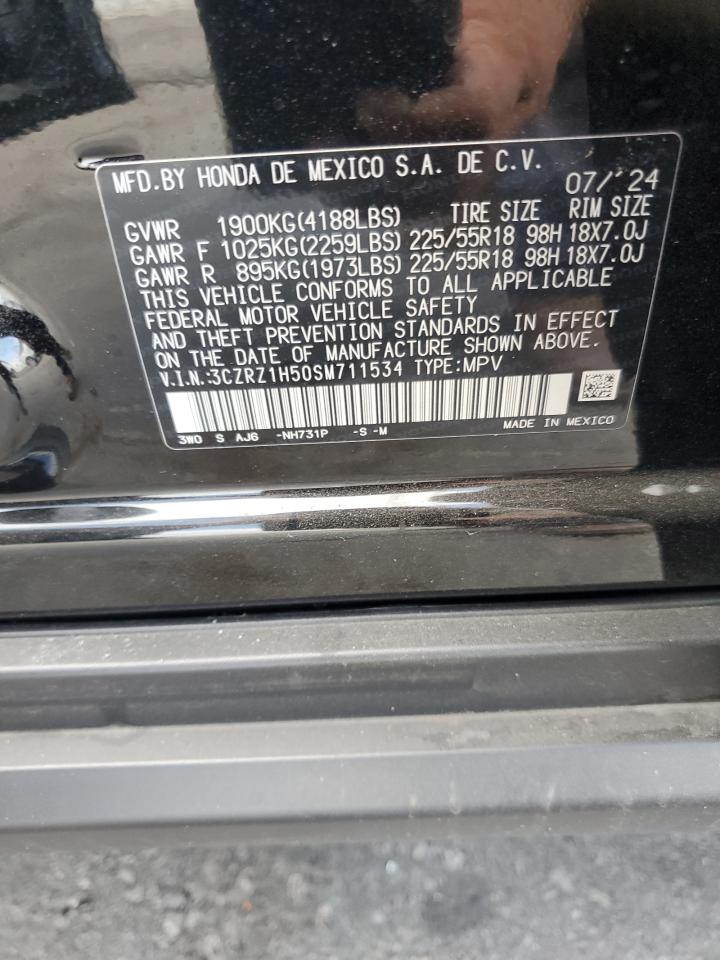 MFD.BY HONDA DE MEXICO S.A. DE C.V. 07/'24
GVWR 1900KG(4188LBS) TIRE SIZE RIM SIZE
GAWR F 1025KG(2259LBS) 225/55R18 98H 18X7.0J
GAWR R 895KG(1973LBS) 225/55R18 98H 18X7.0J
THIS VEHICLE CONFORMS TO ALL APPLICABLE
FEDERAL MOTOR VEHICLE SAFETY
AND THEFT PREVENTION STANDARDS IN EFFECT
ON THE DATE OF MANUFACTURE SHOWN ABOVE.
V.I.N.:3CZRZ1H50SM711534 TYPE:MPV
3W0 S AJ6 -NH731P -S -M MADE IN MEXICO